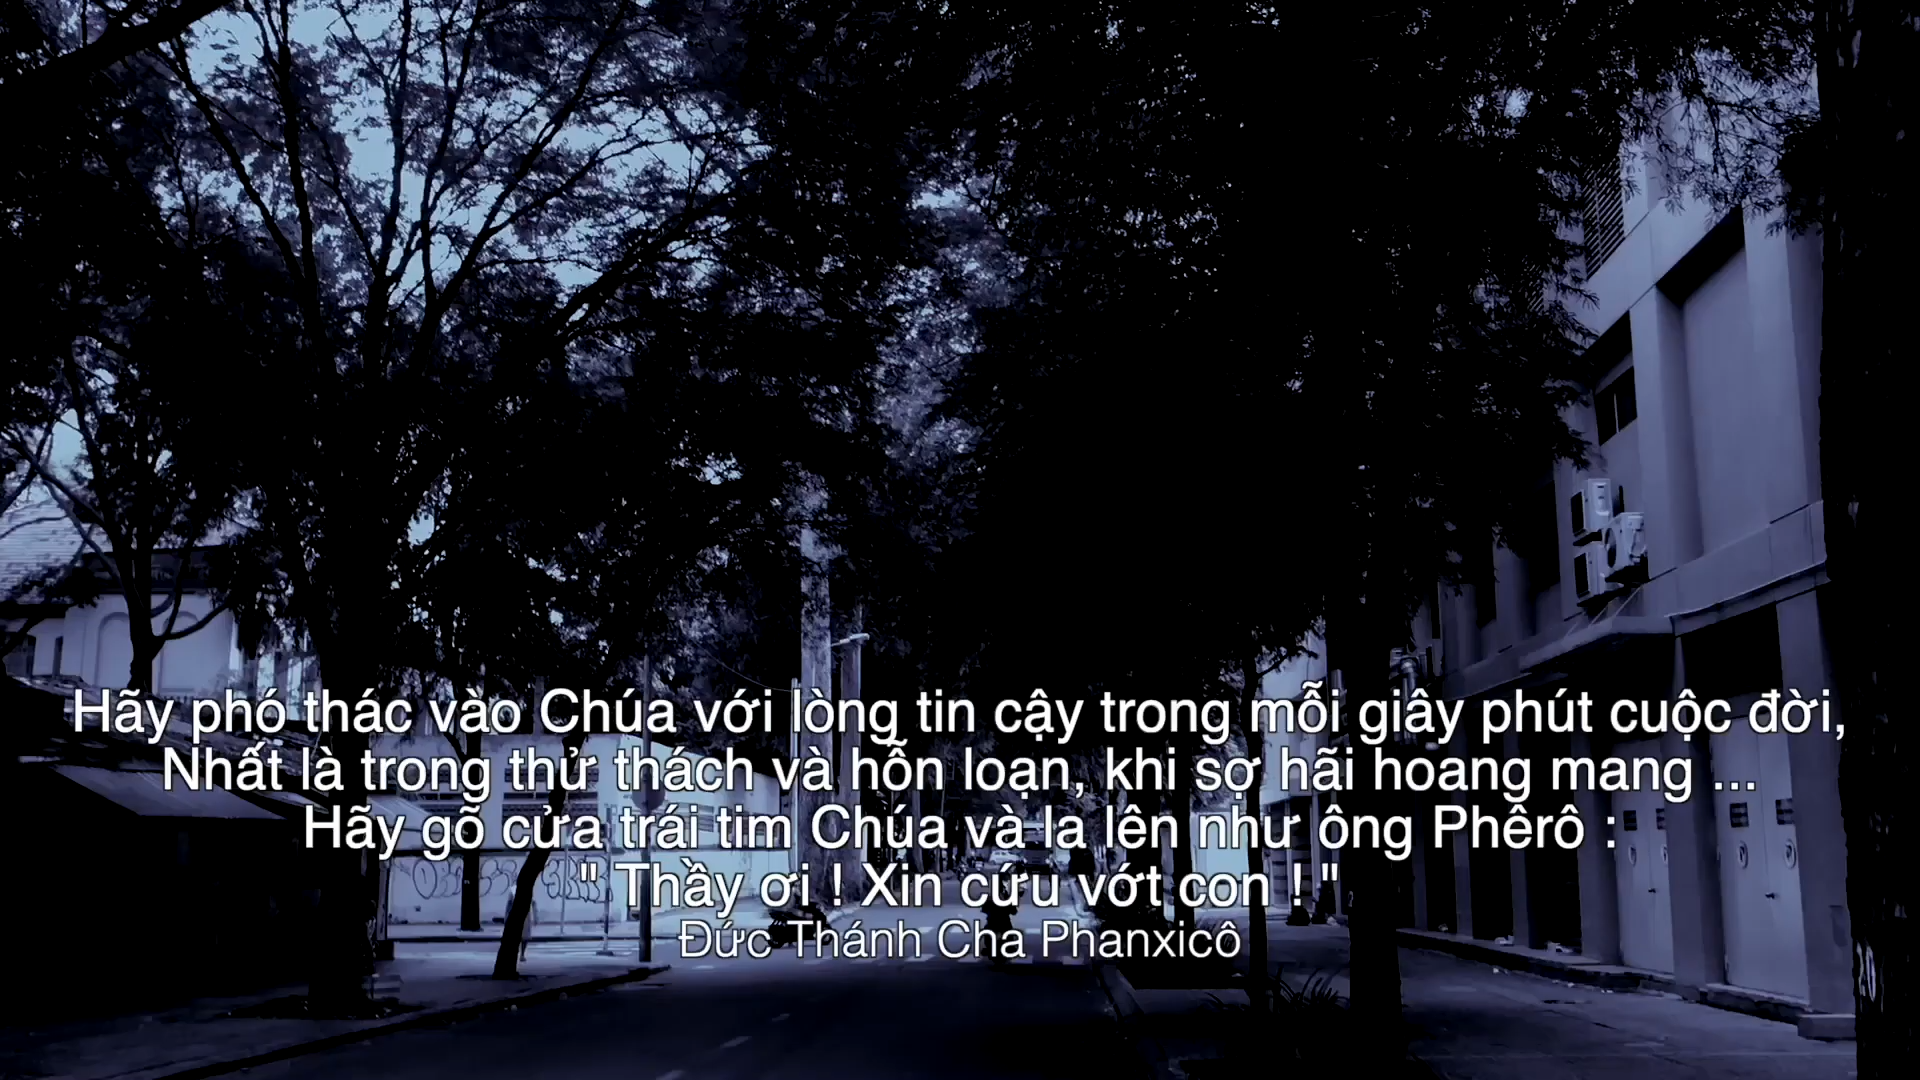 Hãy phó thác vào Chúa với lòng tin cậy trong mỗi giây phút cuộc đời,
Nhất là trong thử thách và hỗn loạn, khi sợ hãi hoang mang ...
Hãy gõ cửa trái tim Chúa và la lên như ông Phêrô :
" Thầy ơi ! Xin cứu vớt con ! "
Đức Thánh Cha Phanxicô
20